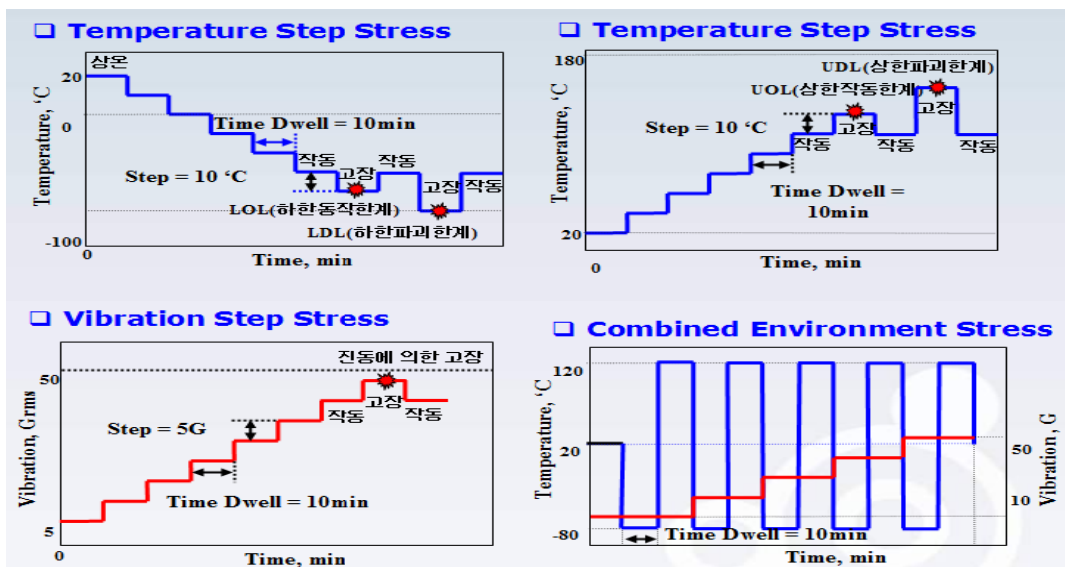 ❑ Temperature Step Stress
20
상온
0
Time Dwell = 10min
작동 고장 작동 고장 작동
Step = 10 ‘C
LOL(하한동작한계)
LDL(하한파괴한계)
-100
0
Time, min
Temperature, ‘C
❑ Temperature Step Stress
180
UDL(상한파괴한계)
UOL(상한작동한계)
고장
Step = 10 ‘C
작동 고장 작동 작동
Time Dwell =
10min
20
0
Time, min
Temperature, ‘C
❑ Vibration Step Stress
진동에 의한 고장
50
작동 고장 작동
Step = 5G
Time Dwell = 10min
5
0
Time, min
Vibration, Grms
❑ Combined Environment Stress
120
20
50
10
-80
Time Dwell = 10min
Time, min
Temperature, ‘C
Vibration, G